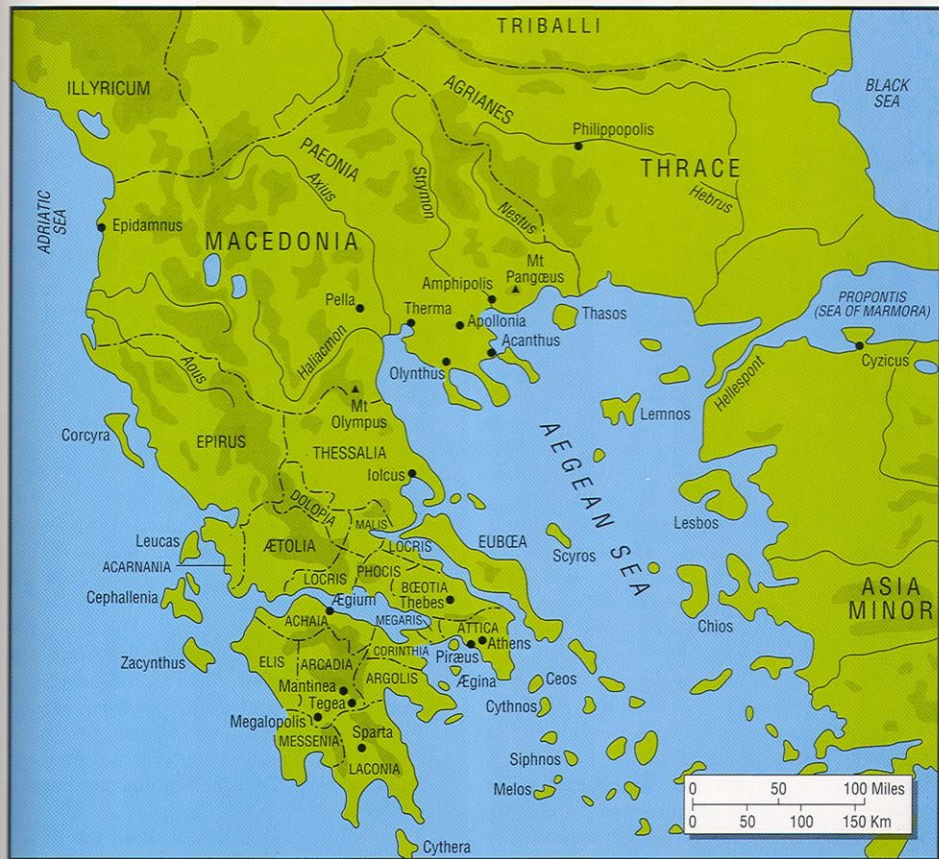 TRIBALLI
ILLYRICUM
BLACK
SEA
AGRIANES
Philippopolis
PAEONIA
THRACE
Axius
Strymon
Hebrus
Nestus
ADRIATIC
SEA
Epidamnus
MACEDONIA
Mt
Pangœus
Amphipolis
PROPONTIS
(SEA OF MARMORA)
Pella
Therma
Thasos
Apollonia
Acanthus
Haliacmon
Cyzicus
Aous
Olynthus
Hellespont
Mt
Olympus
Lemnos
Corcyra
EPIRUS
THESSALIA
AEGEAN SEA
Iolcus
DOLOPIA
MALIS
Lesbos
Leucas
ÆTOLIA
LOCRIS
EUBŒA
Scyros
ACARNANIA
PHOCIS
LOCRIS
BŒOTIA
Thebes
ASIA
MINOR
Cephallenia
Ægium
ACHAIA
MEGARIS
ATTICA
Chios
Athens
CORINTHIA
Piræus
Zacynthus
ELIS
ARCADIA
ARGOLIS
Ægina
Ceos
Mantinea
Tegea
Cythnos
Megalopolis
MESSENIA
Sparta
Siphnos
LACONIA
Melos
0 50 100 Miles
0 50 100 150 Km
Cythera